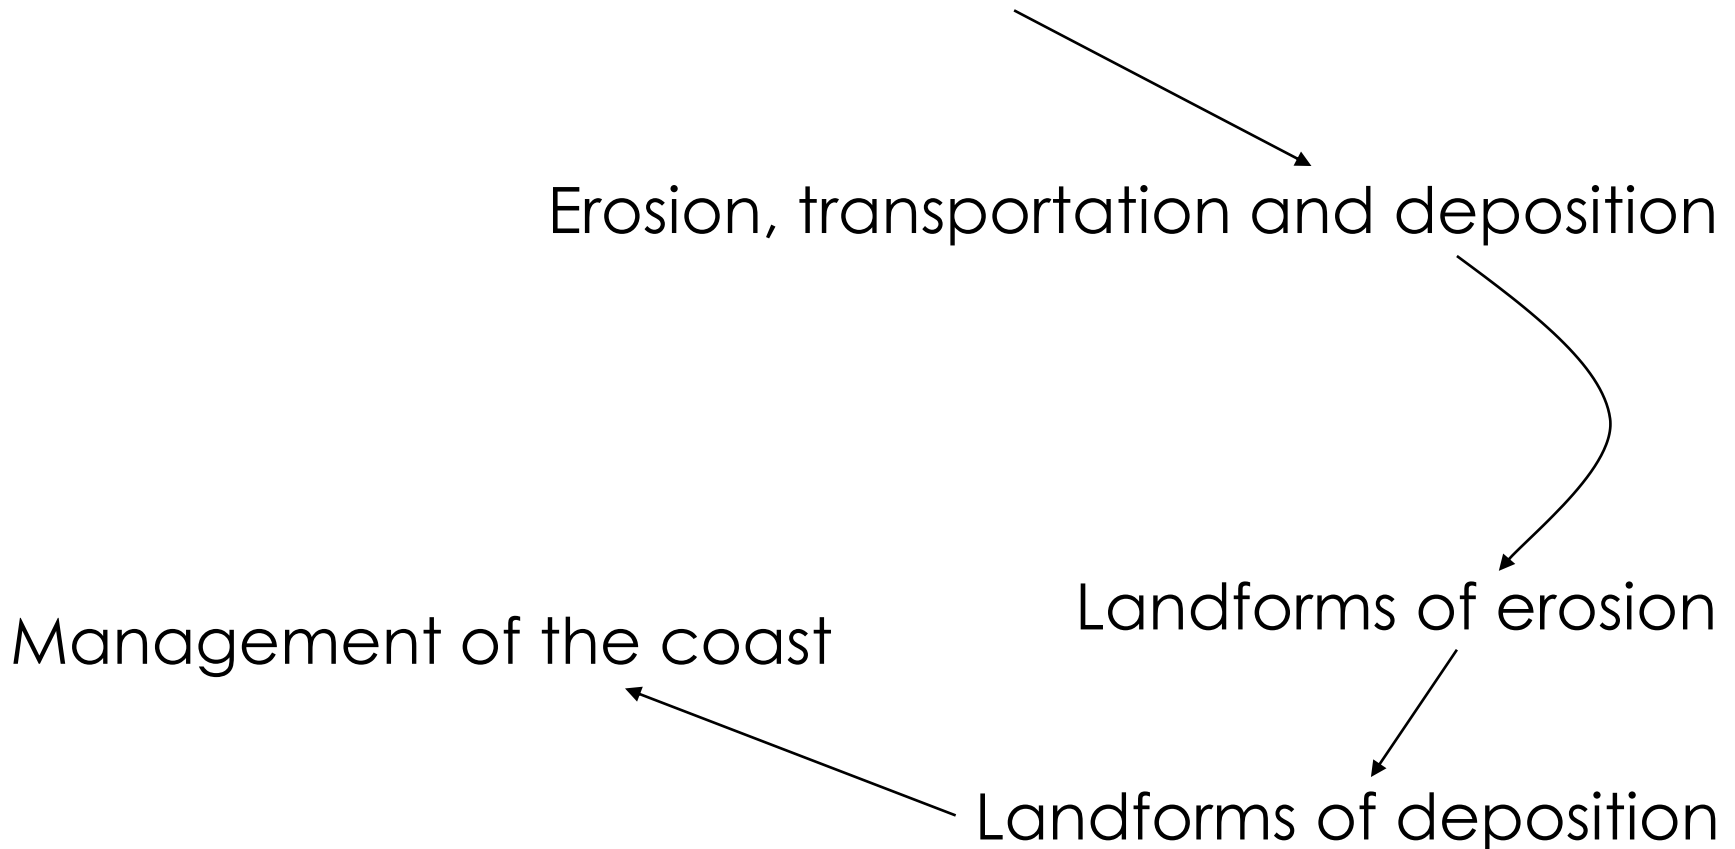 Erosion, transportation and deposition
Landforms of erosion
Management of the coast
Landforms of deposition